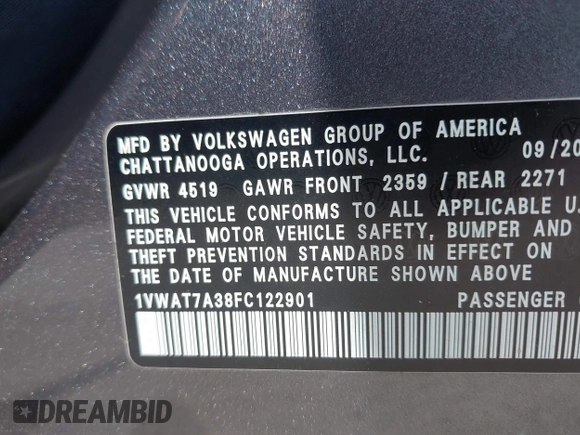 MFD BY VOLKSWAGEN GROUP OF AMERICA
CHATTANOOGA OPERATIONS, LLC. 09/20
GVWR 4519 GAWR FRONT 2359 / REAR 2271
THIS VEHICLE CONFORMS TO ALL APPLICABLE U.
FEDERAL MOTOR VEHICLE SAFETY, BUMPER AND
THEFT PREVENTION STANDARDS IN EFFECT ON
THE DATE OF MANUFACTURE SHOWN ABOVE.
1VWAT7A38FC122901 PASSENGER
DREAMBID